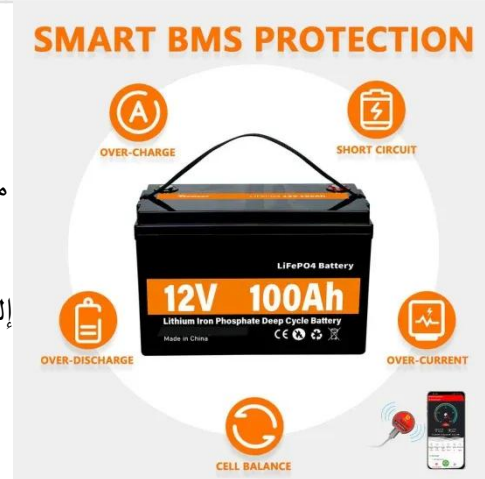 SMART BMS PROTECTION
OVER-CHARGE
SHORT CIRCUIT
LiFePO4 Battery
12V 100Ah
Lithium Iron Phosphate Deep Cycle Battery
Made in China
CE
OVER-DISCHARGE
OVER-CURRENT
CELL BALANCE